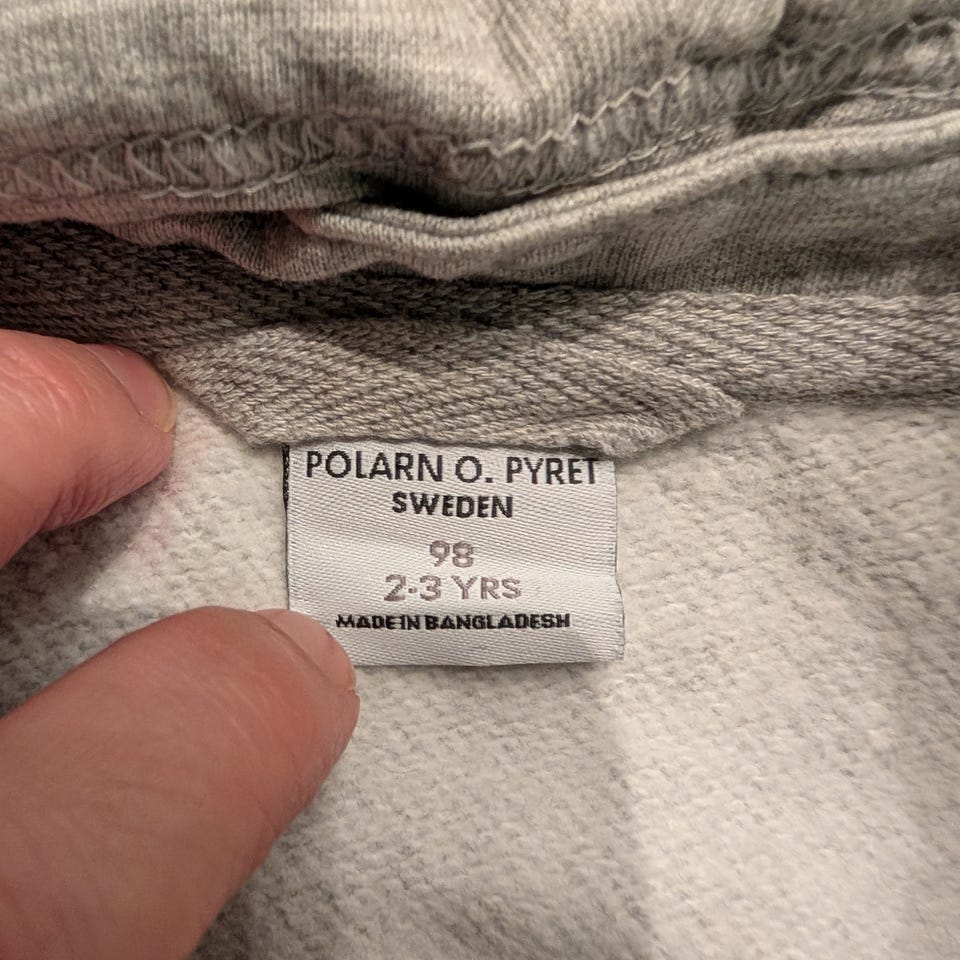 POLARN O. PYRET
SWEDEN
98
2-3 YRS
MADE IN BANGLADESH